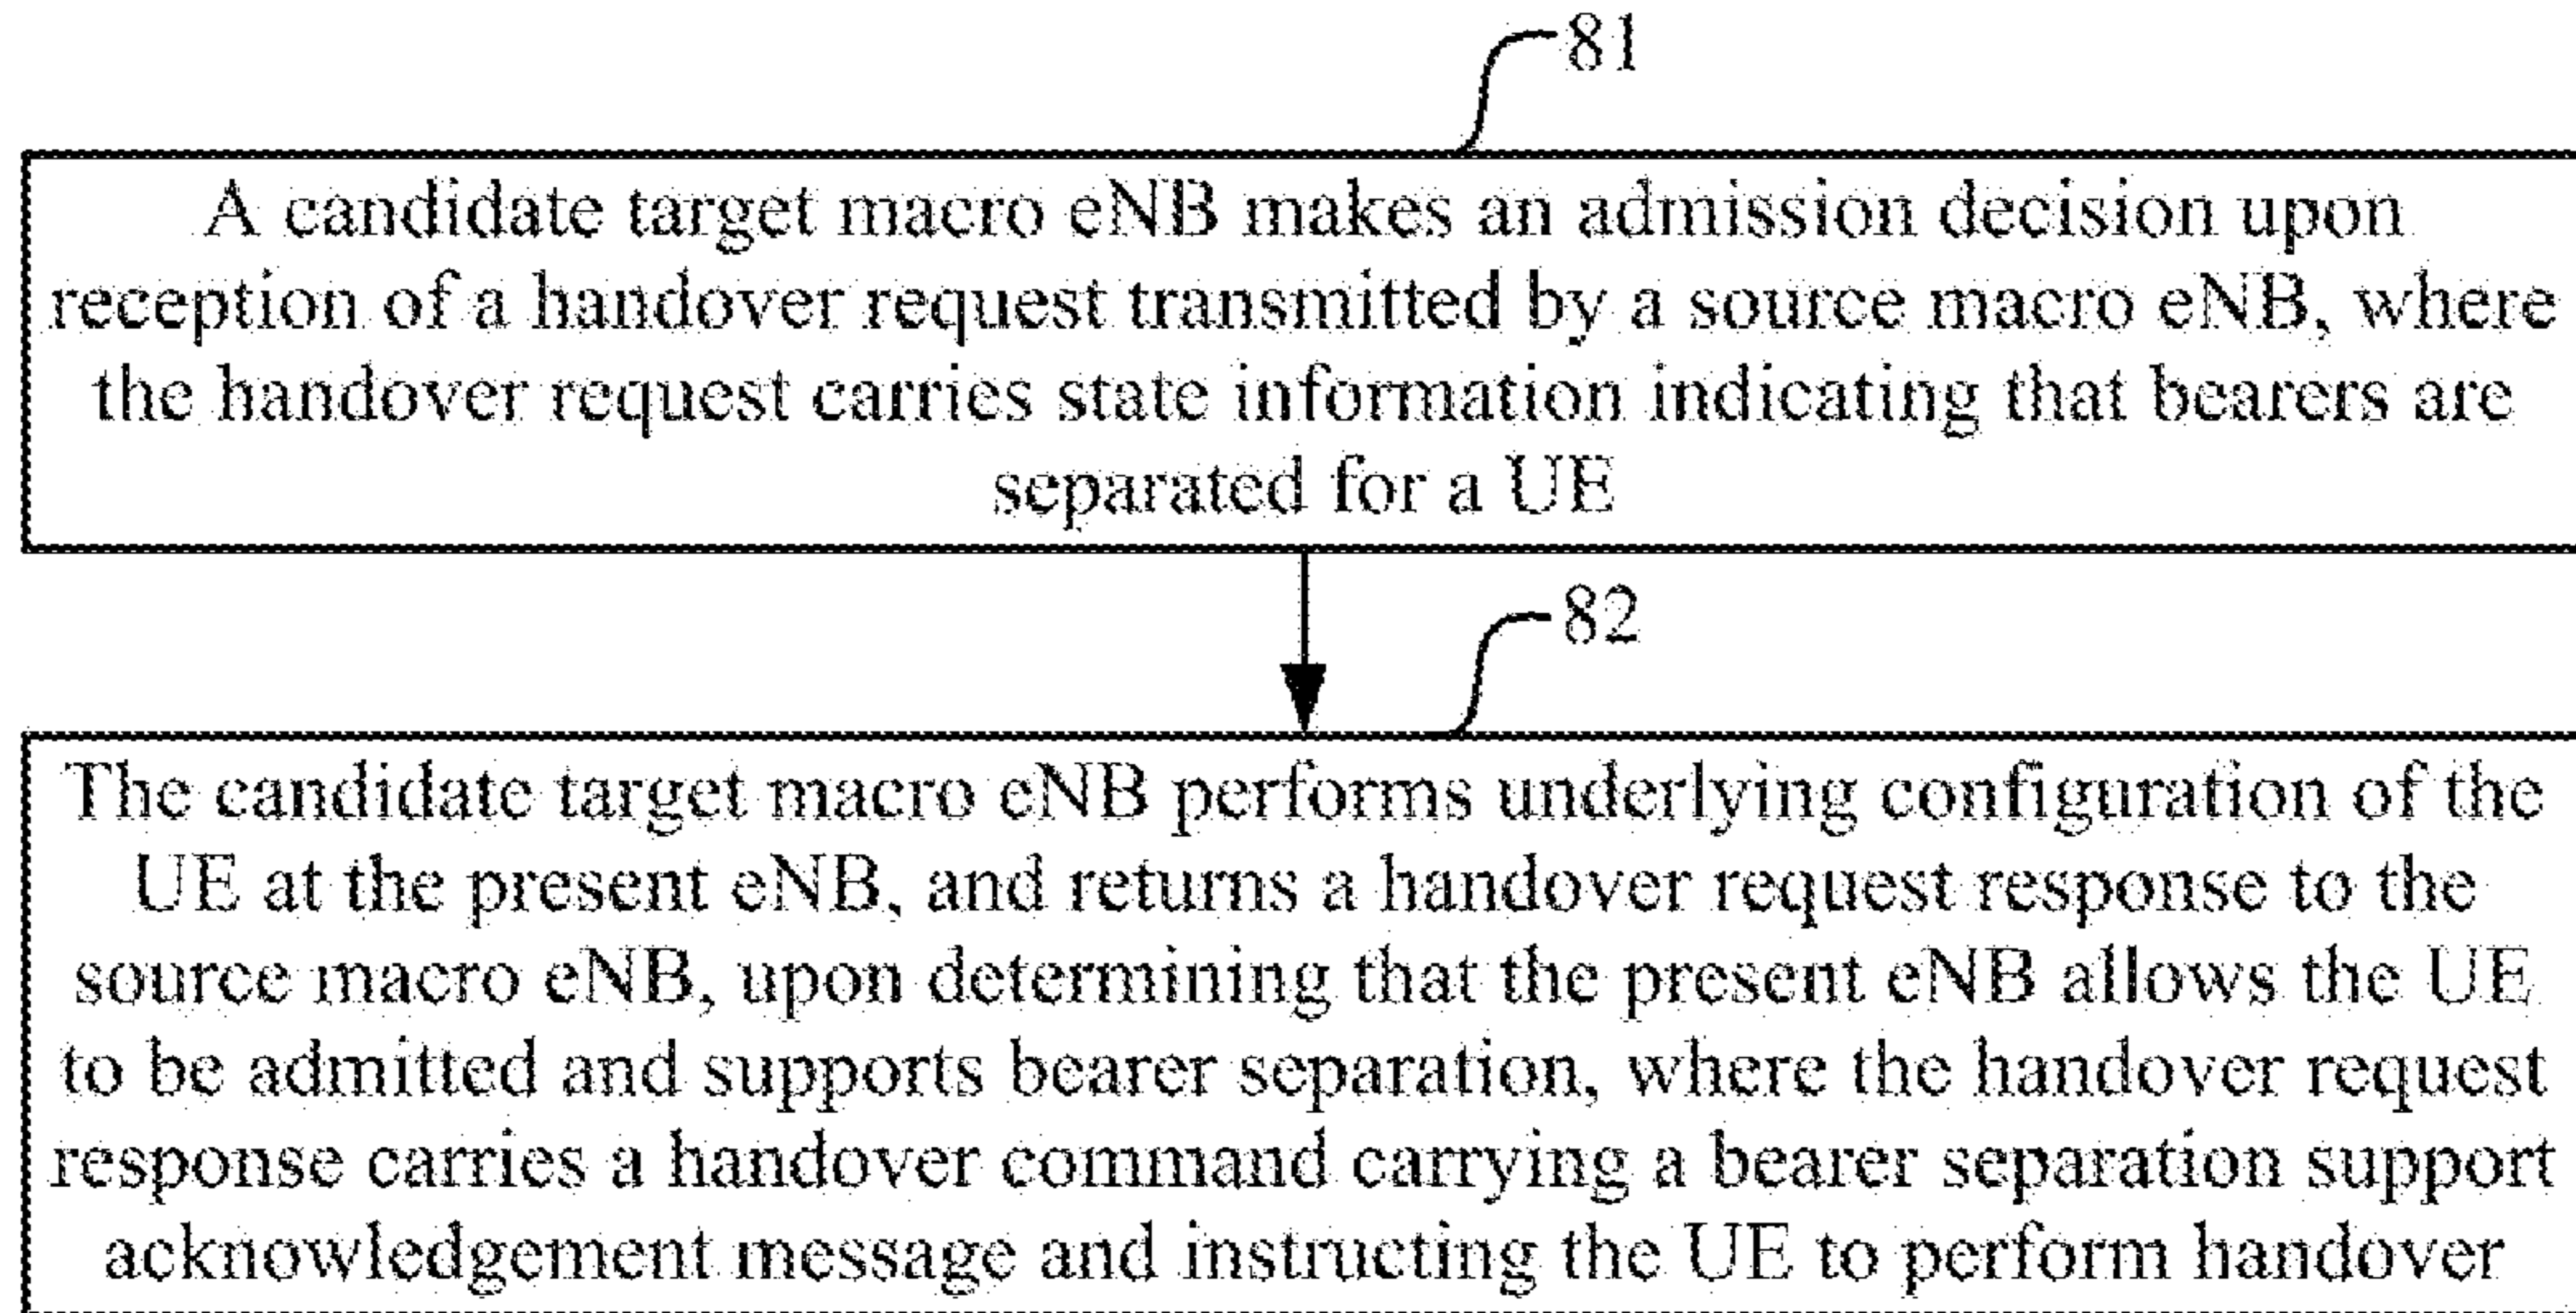 81
A candidate target macro eNB makes an admission decision upon
reception of a handover request transmitted by a source macro eNB, where
the handover request carries state information indicating that bearers are
separated for a UE
82
The candidate target macro eNB performs underlying configuration of the
UE at the present eNB, and returns a handover request response to the
source macro eNB, upon determining that the present eNB allows the UE
to be admitted and supports bearer separation, where the handover request
response carries a handover command carrying a bearer separation support
acknowledgement message and instructing the UE to perform handover